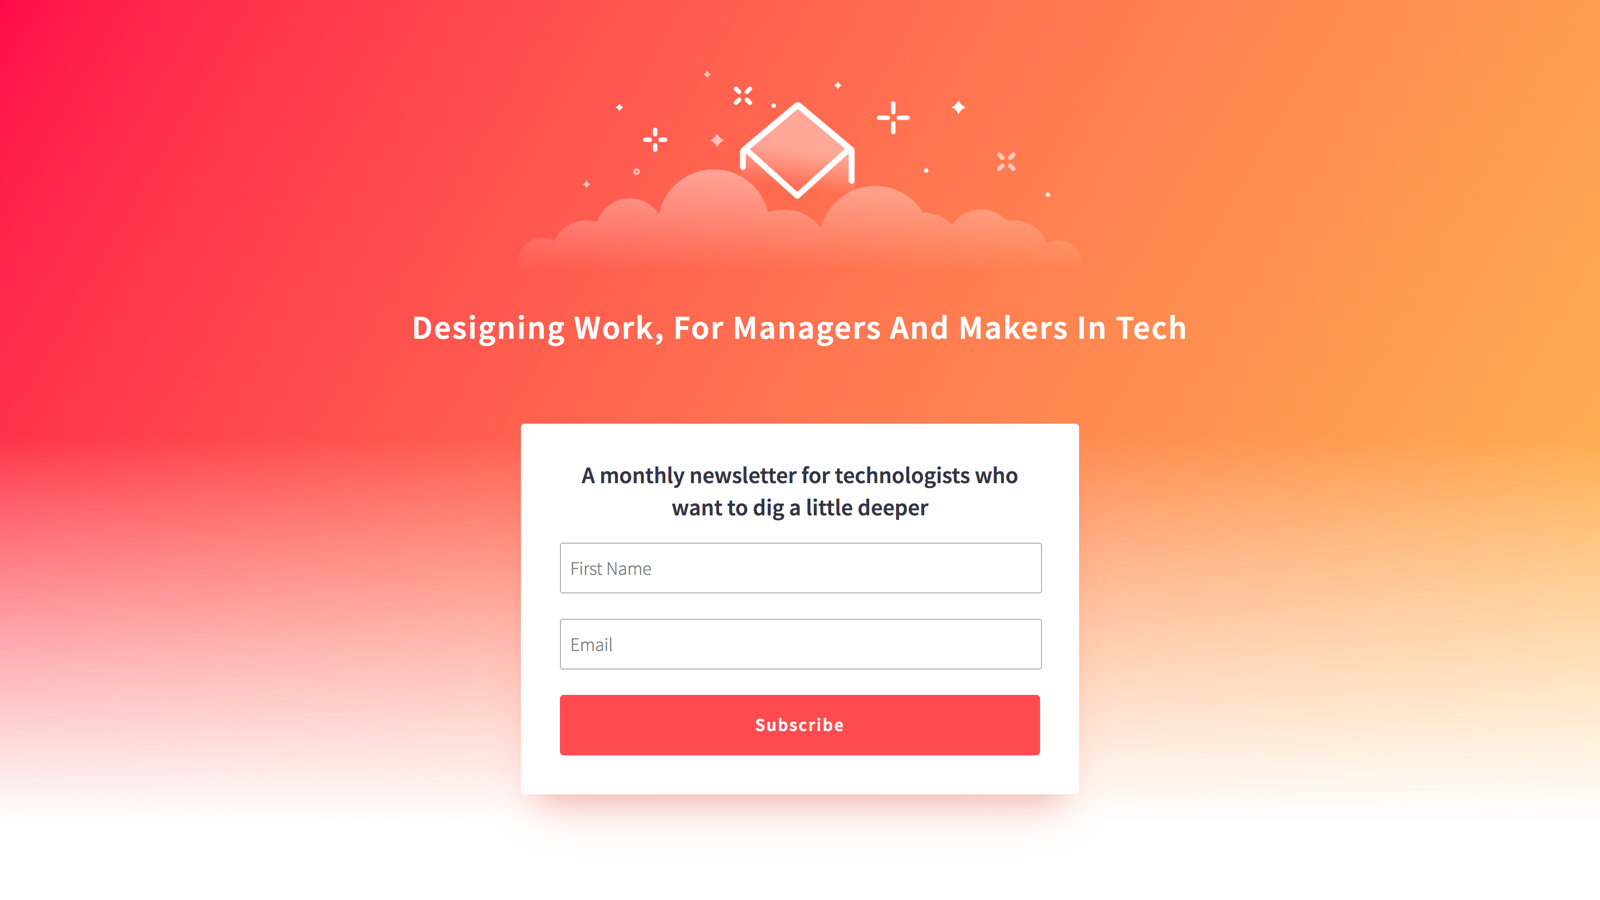 Designing Work, For Managers And Makers In Tech
A monthly newsletter for technologists who
want to dig a little deeper
First Name
Email
Subscribe